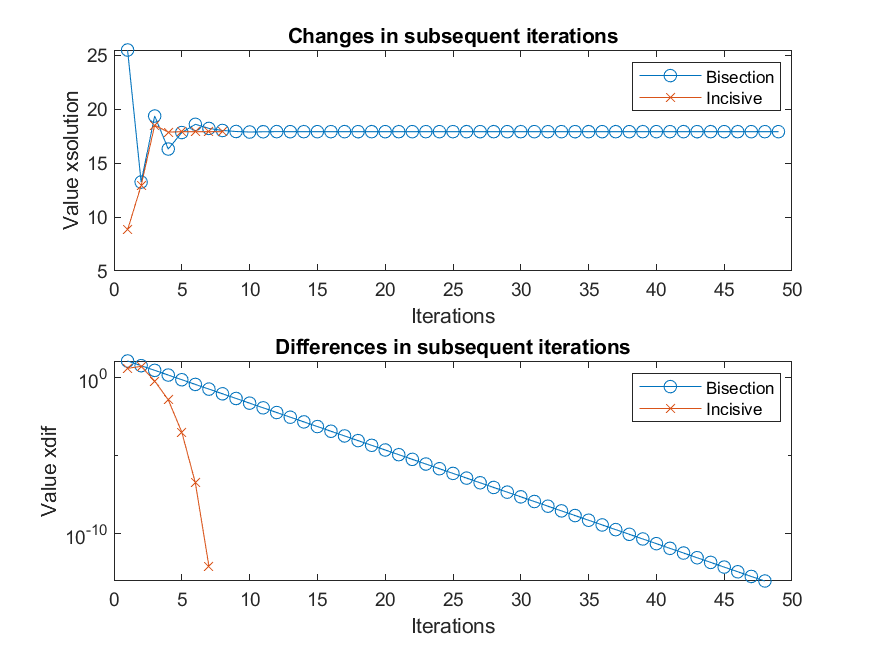 Changes in subsequent iterations
Value xsolution
25
20
15
10
5
0 5 10 15 20 25 30 35 40 45 50
Iterations
Bisection
Incisive
Differences in subsequent iterations
Value xdif
10^0
10^-10
0 5 10 15 20 25 30 35 40 45 50
Iterations
Bisection
Incisive